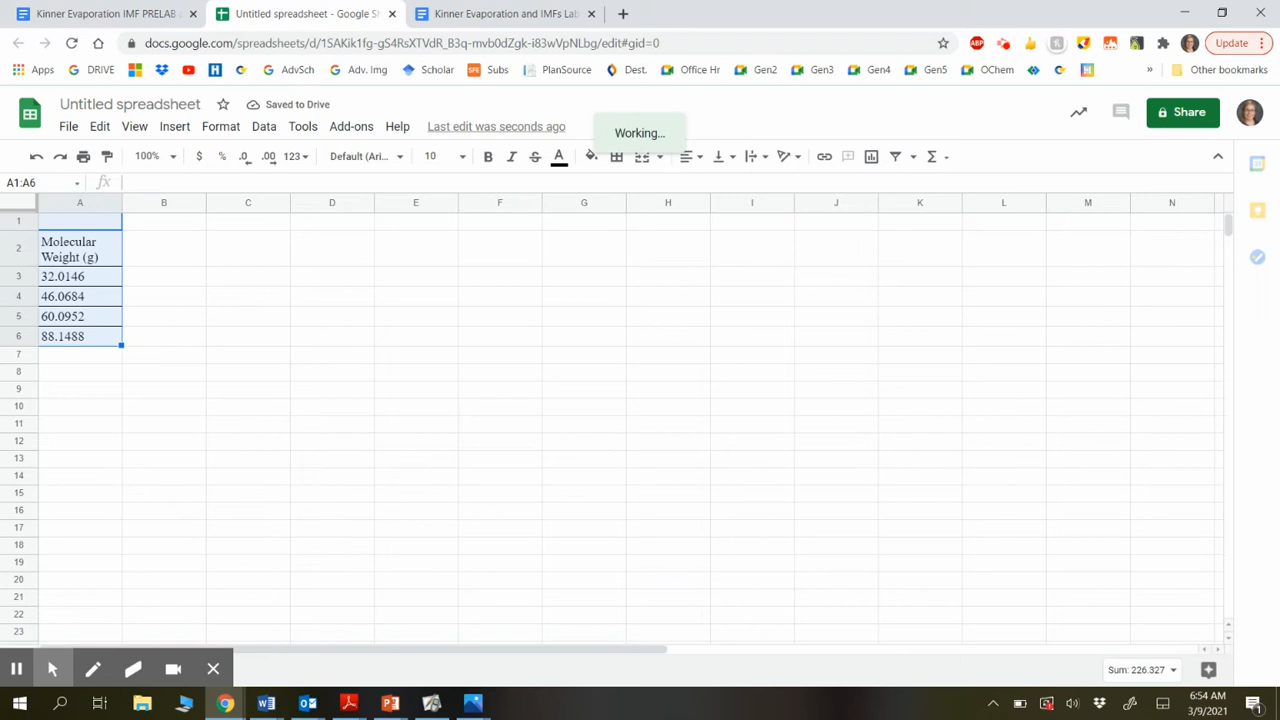 Kinner Evaporation IMF PRELAB (
Untitled spreadsheet - Google Sh
Kinner Evaporation and IMFs Lab
docs.google.com/spreadsheets/d/1SAKik1fg-gS4RsXTVdR_B3q-mvb0dZgk-i83wVpNLbg/edit#gid=0
ABP
Update
Apps
DRIVE
AdvSch
Adv. Img
Scholar
SFE
Subs
PlanSource
Dest.
Office Hr
Gen2
Gen3
Gen4
Gen5
OChem
»
Other bookmarks
Untitled spreadsheet
Saved to Drive
Share
File Edit View Insert Format Data Tools Add-ons Help Last edit was seconds ago
Working...
100% $ % .0 .00 123 Default (Ari... 10 B I S A
A1:A6 fx
A B C D E F G H I J K L M N
1
2 Molecular
Weight (g)
3 32.0146
4 46.0684
5 60.0952
6 88.1488
7
8
9
10
11
12
13
14
15
16
17
18
19
20
21
22
23
Sum: 226.327
6:54 AM
3/9/2021
1